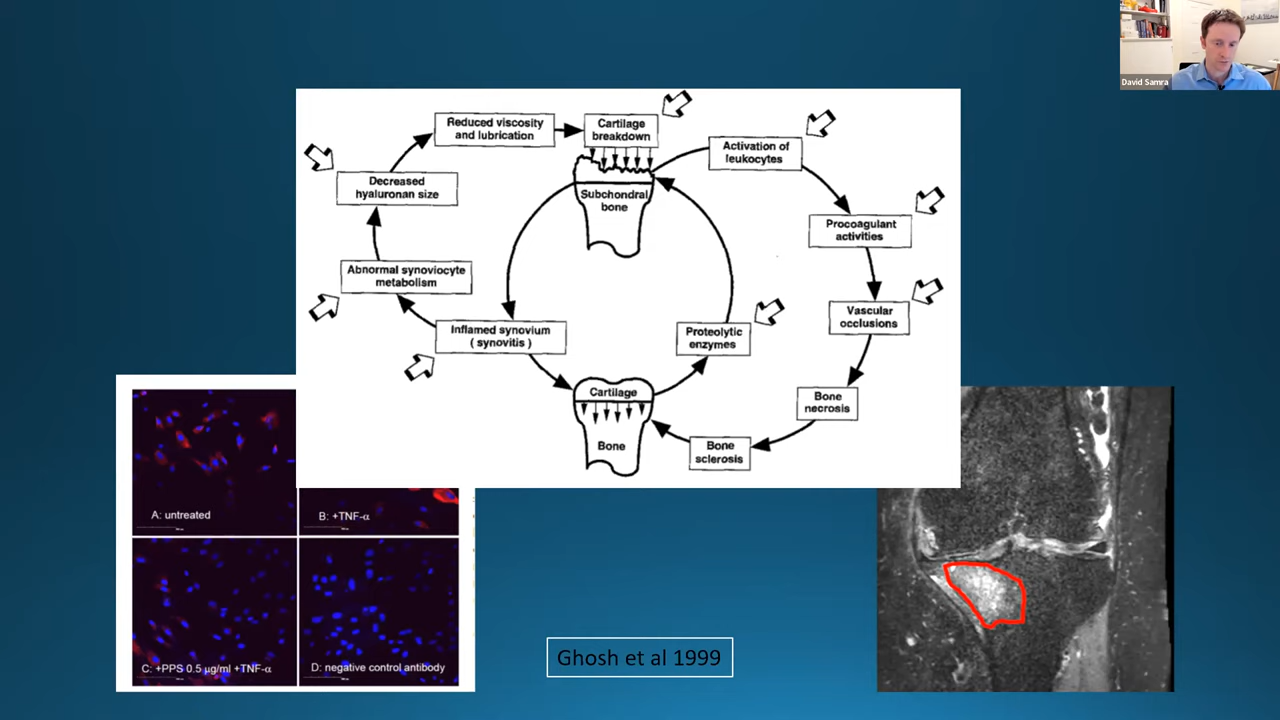 David Samra
Reduced viscosity
and lubrication
Cartilage
breakdown
Activation of
leukocytes
Decreased
hyaluronan size
Subchondral
bone
Procoagulant
activities
Abnormal synoviocyte
metabolism
Vascular
occlusions
Inflamed synovium
( synovitis )
Proteolytic
enzymes
Cartilage
Bone
necrosis
Bone
Bone
sclerosis
A: untreated
B: +TNF-α
C: +PPS 0.5 µg/ml +TNF-α
D: negative control antibody
Ghosh et al 1999